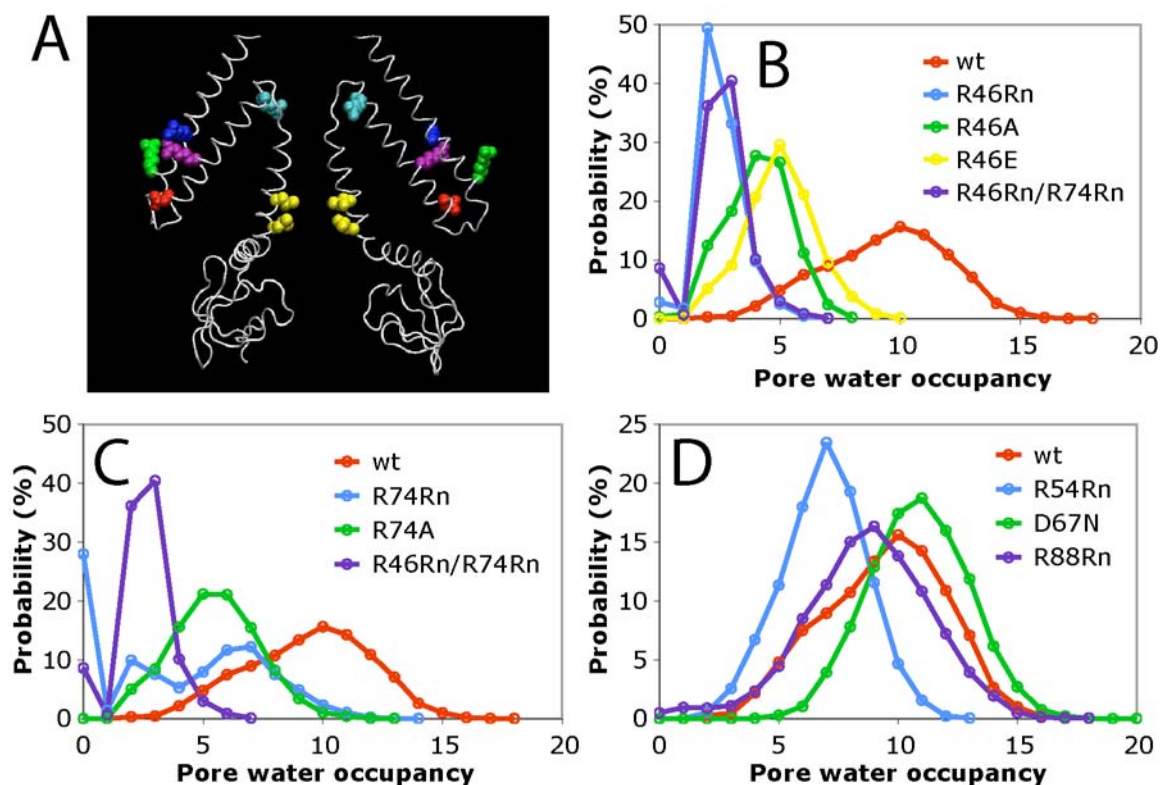 A
B
50
40
30
20
10
0
Probability (%)
wt
R46Rn
R46A
R46E
R46Rn/R74Rn
0 5 10 15 20
Pore water occupancy
C
50
40
30
20
10
0
Probability (%)
wt
R74Rn
R74A
R46Rn/R74Rn
0 5 10 15 20
Pore water occupancy
D
25
20
15
10
5
0
Probability (%)
wt
R54Rn
D67N
R88Rn
0 5 10 15 20
Pore water occupancy